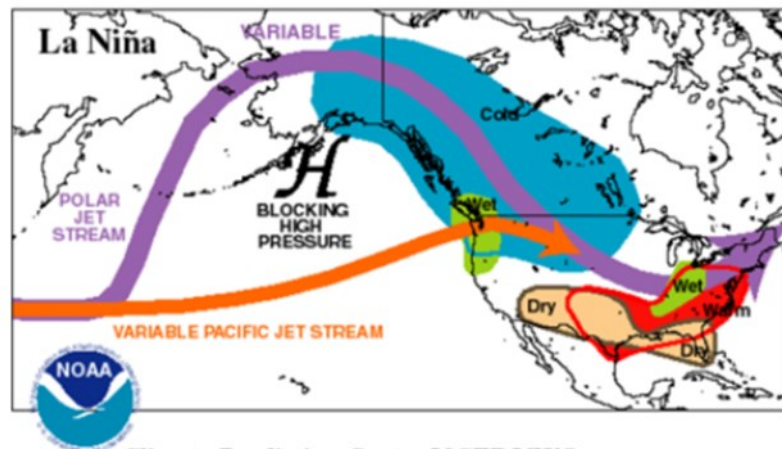 La Niña
VARIABLE
Cold
POLAR
JET
STREAM
BLOCKING
HIGH
PRESSURE
Wet
Wet
Dry
Warm
VARIABLE PACIFIC JET STREAM
Dry
NOAA